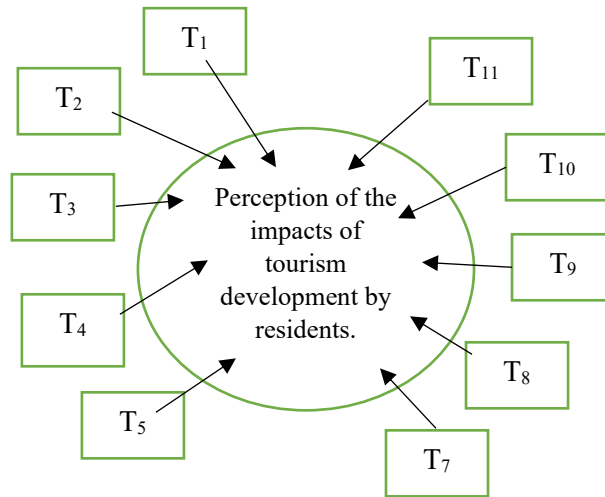 T1
T11
T2
T10
T3
Perception of the
impacts of
tourism
development by
residents.
T9
T4
T8
T5
T7